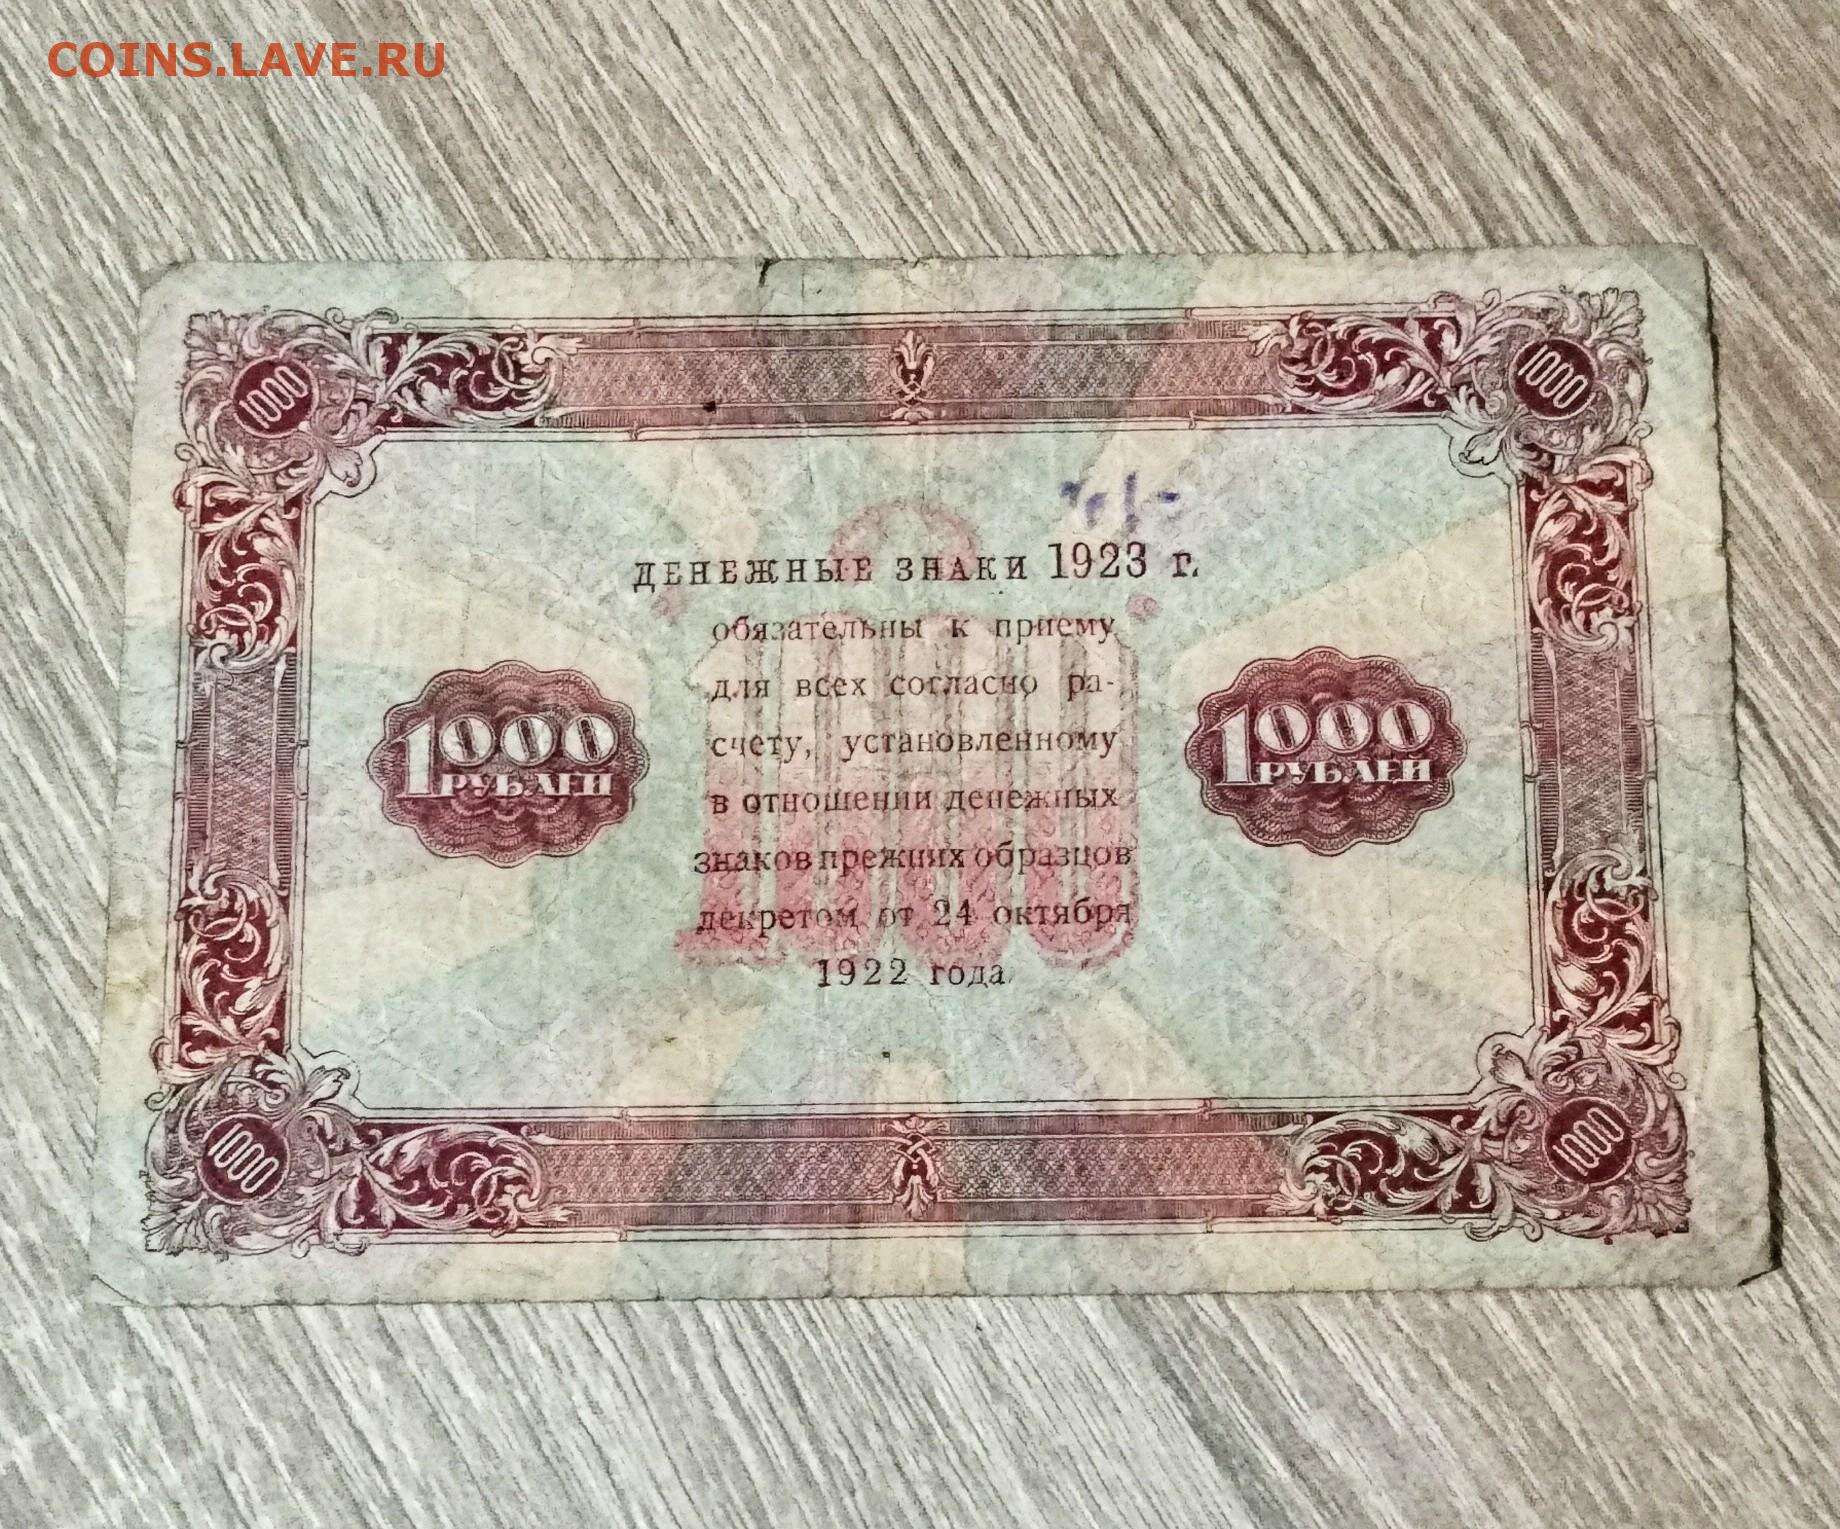 COINS.LAVE.RU
1000
1000
ДЕНЕЖНЫЕ ЗНАКИ 1923 г.
обязательны к приему
для всех согласно ра-
счету, установленному
в отношении денежных
знаков прежних образцов
декретом от 24 октября
1922 года
1000
РУБЛЕЙ
1000
РУБЛЕЙ
1000
1000